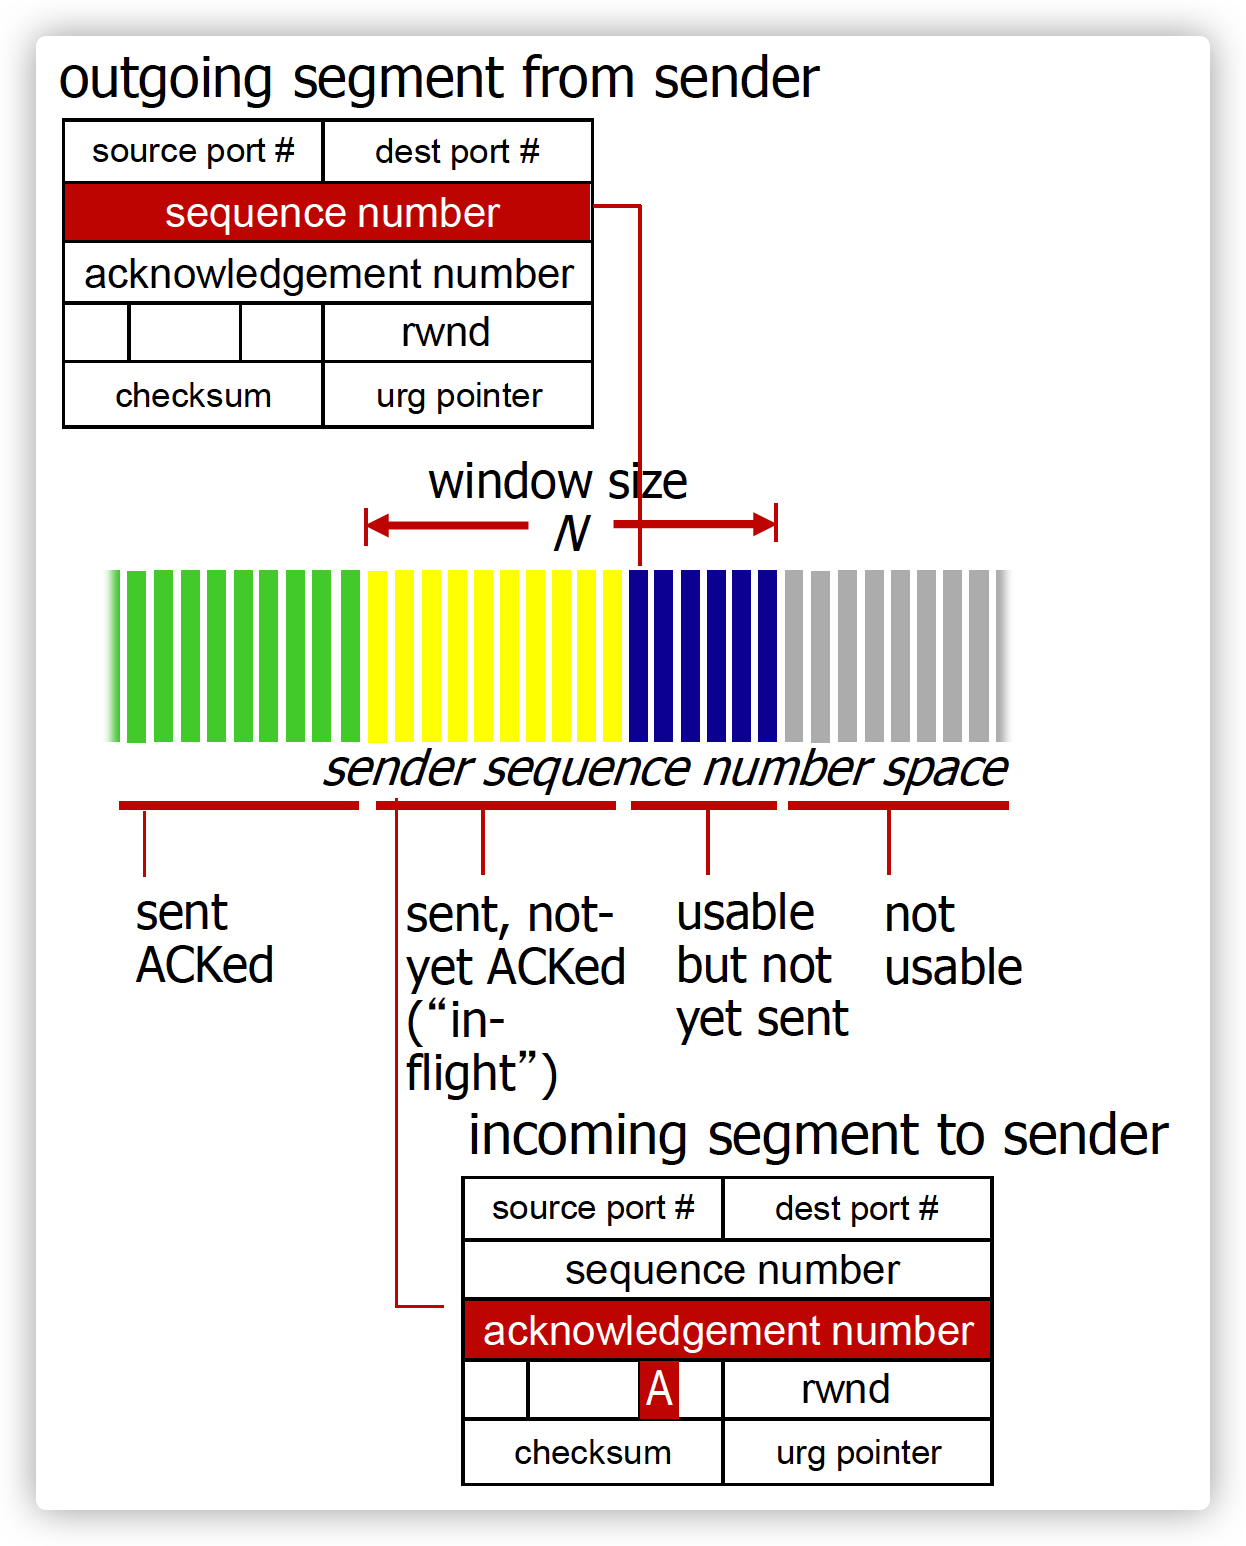 outgoing segment from sender
source port # dest port #
sequence number
acknowledgement number
rwnd
checksum urg pointer
window size
N
sender sequence number space
sent
ACKed
sent, not-
yet ACKed
(“in-
flight”)
usable
but not
yet sent
not
usable
incoming segment to sender
source port # dest port #
sequence number
acknowledgement number
A rwnd
checksum urg pointer